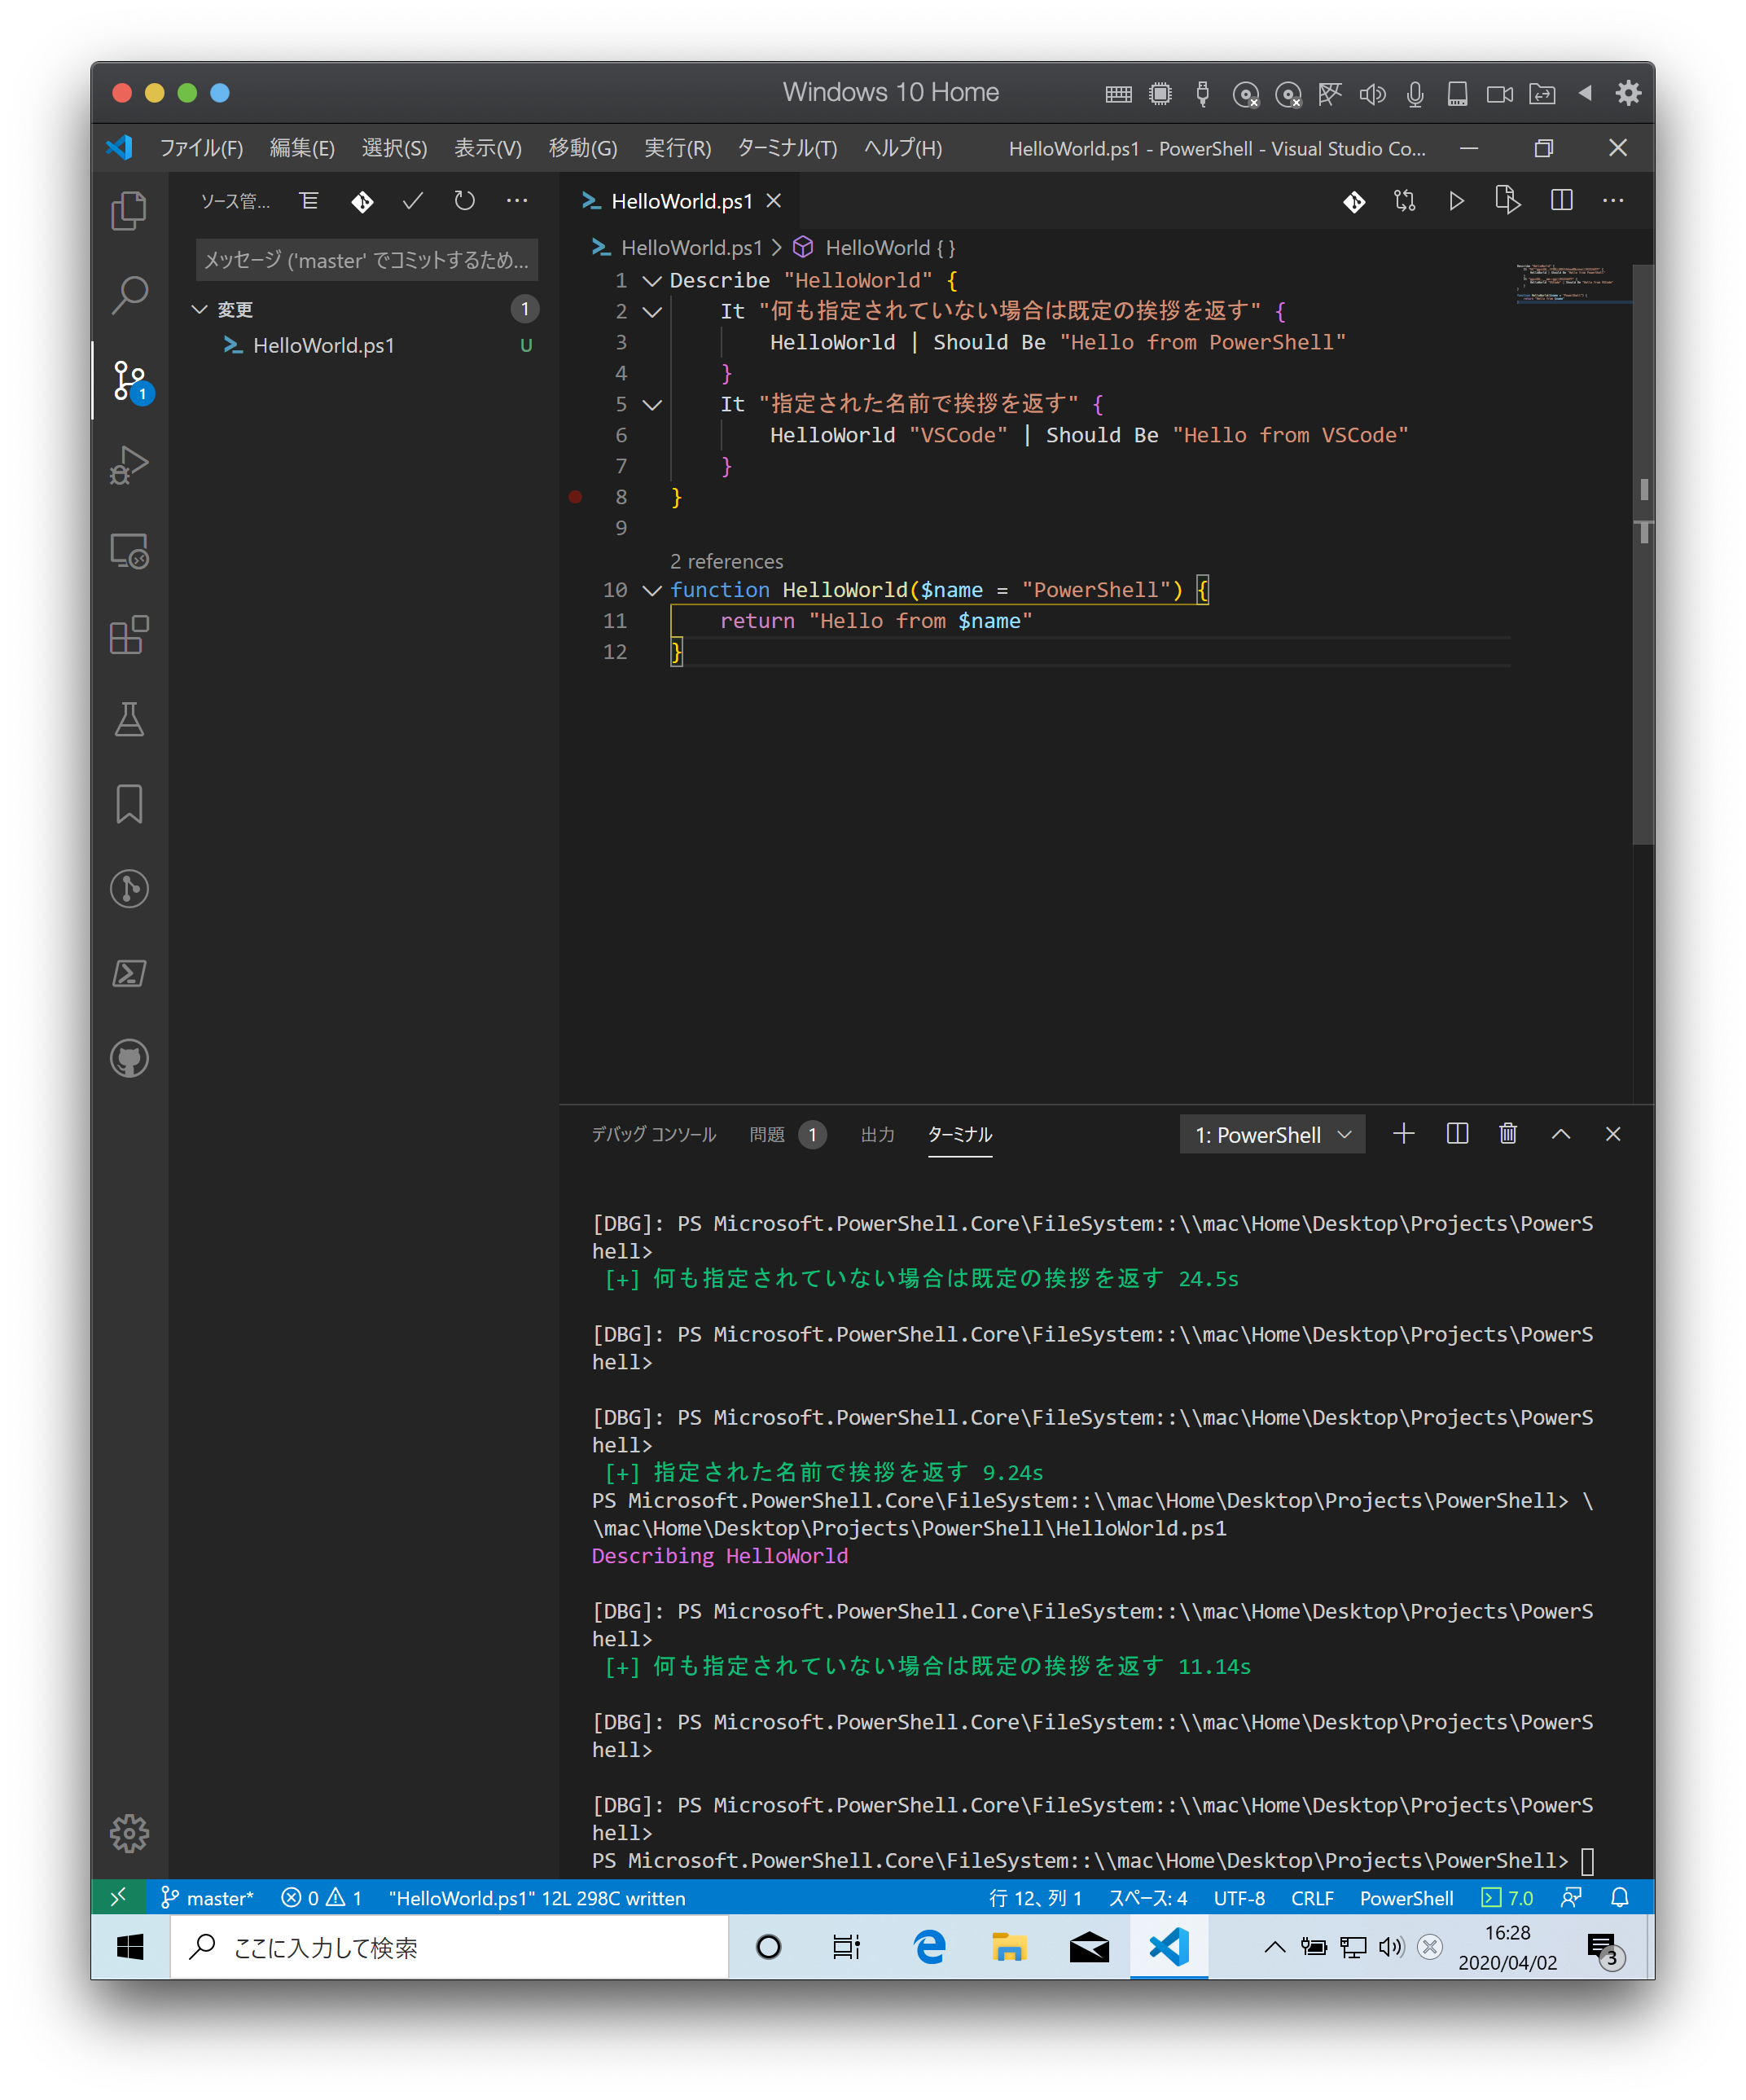 Windows 10 Home
ファイル(F) 編集(E) 選択(S) 表示(V) 移動(G) 実行(R) ターミナル(T) ヘルプ(H) HelloWorld.ps1 - PowerShell - Visual Studio Co...
ソース管...
メッセージ ('master' でコミットするため...
変更 1
HelloWorld.ps1 U
1
HelloWorld.ps1
HelloWorld.ps1 > HelloWorld { }
1 Describe "HelloWorld" {
2 It "何も指定されていない場合は既定の挨拶を返す" {
3 HelloWorld | Should Be "Hello from PowerShell"
4 }
5 It "指定された名前で挨拶を返す" {
6 HelloWorld "VSCode" | Should Be "Hello from VSCode"
7 }
8 }
9
2 references
10 function HelloWorld($name = "PowerShell") {
11 return "Hello from $name"
12 }
デバッグ コンソール 問題 1 出力 ターミナル 1: PowerShell
[DBG]: PS Microsoft.PowerShell.Core\FileSystem::\\mac\Home\Desktop\Projects\PowerS
hell>
[+] 何も指定されていない場合は既定の挨拶を返す 24.5s
[DBG]: PS Microsoft.PowerShell.Core\FileSystem::\\mac\Home\Desktop\Projects\PowerS
hell>
[DBG]: PS Microsoft.PowerShell.Core\FileSystem::\\mac\Home\Desktop\Projects\PowerS
hell>
[+] 指定された名前で挨拶を返す 9.24s
PS Microsoft.PowerShell.Core\FileSystem::\\mac\Home\Desktop\Projects\PowerShell> \
\mac\Home\Desktop\Projects\PowerShell\HelloWorld.ps1
Describing HelloWorld
[DBG]: PS Microsoft.PowerShell.Core\FileSystem::\\mac\Home\Desktop\Projects\PowerS
hell>
[+] 何も指定されていない場合は既定の挨拶を返す 11.14s
[DBG]: PS Microsoft.PowerShell.Core\FileSystem::\\mac\Home\Desktop\Projects\PowerS
hell>
[DBG]: PS Microsoft.PowerShell.Core\FileSystem::\\mac\Home\Desktop\Projects\PowerS
hell>
PS Microsoft.PowerShell.Core\FileSystem::\\mac\Home\Desktop\Projects\PowerShell>
master* 0 1 "HelloWorld.ps1" 12L 298C written 行 12、列 1 スペース: 4 UTF-8 CRLF PowerShell 7.0
ここに入力して検索
16:28
2020/04/02
3